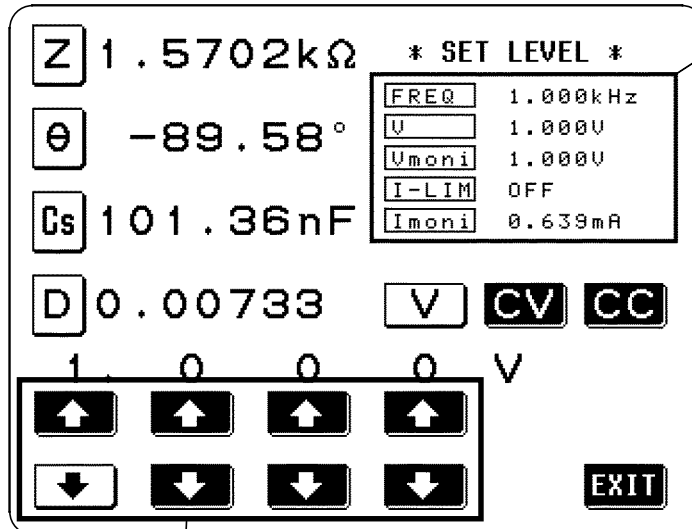 Z 1.5702kΩ
θ -89.58°
Cs 101.36nF
D 0.00733
* SET LEVEL *
FREQ 1.000kHz
V 1.000V
Vmoni 1.000V
I-LIM OFF
Imoni 0.639mA
V CV CC
1. 0 0 0 V
EXIT